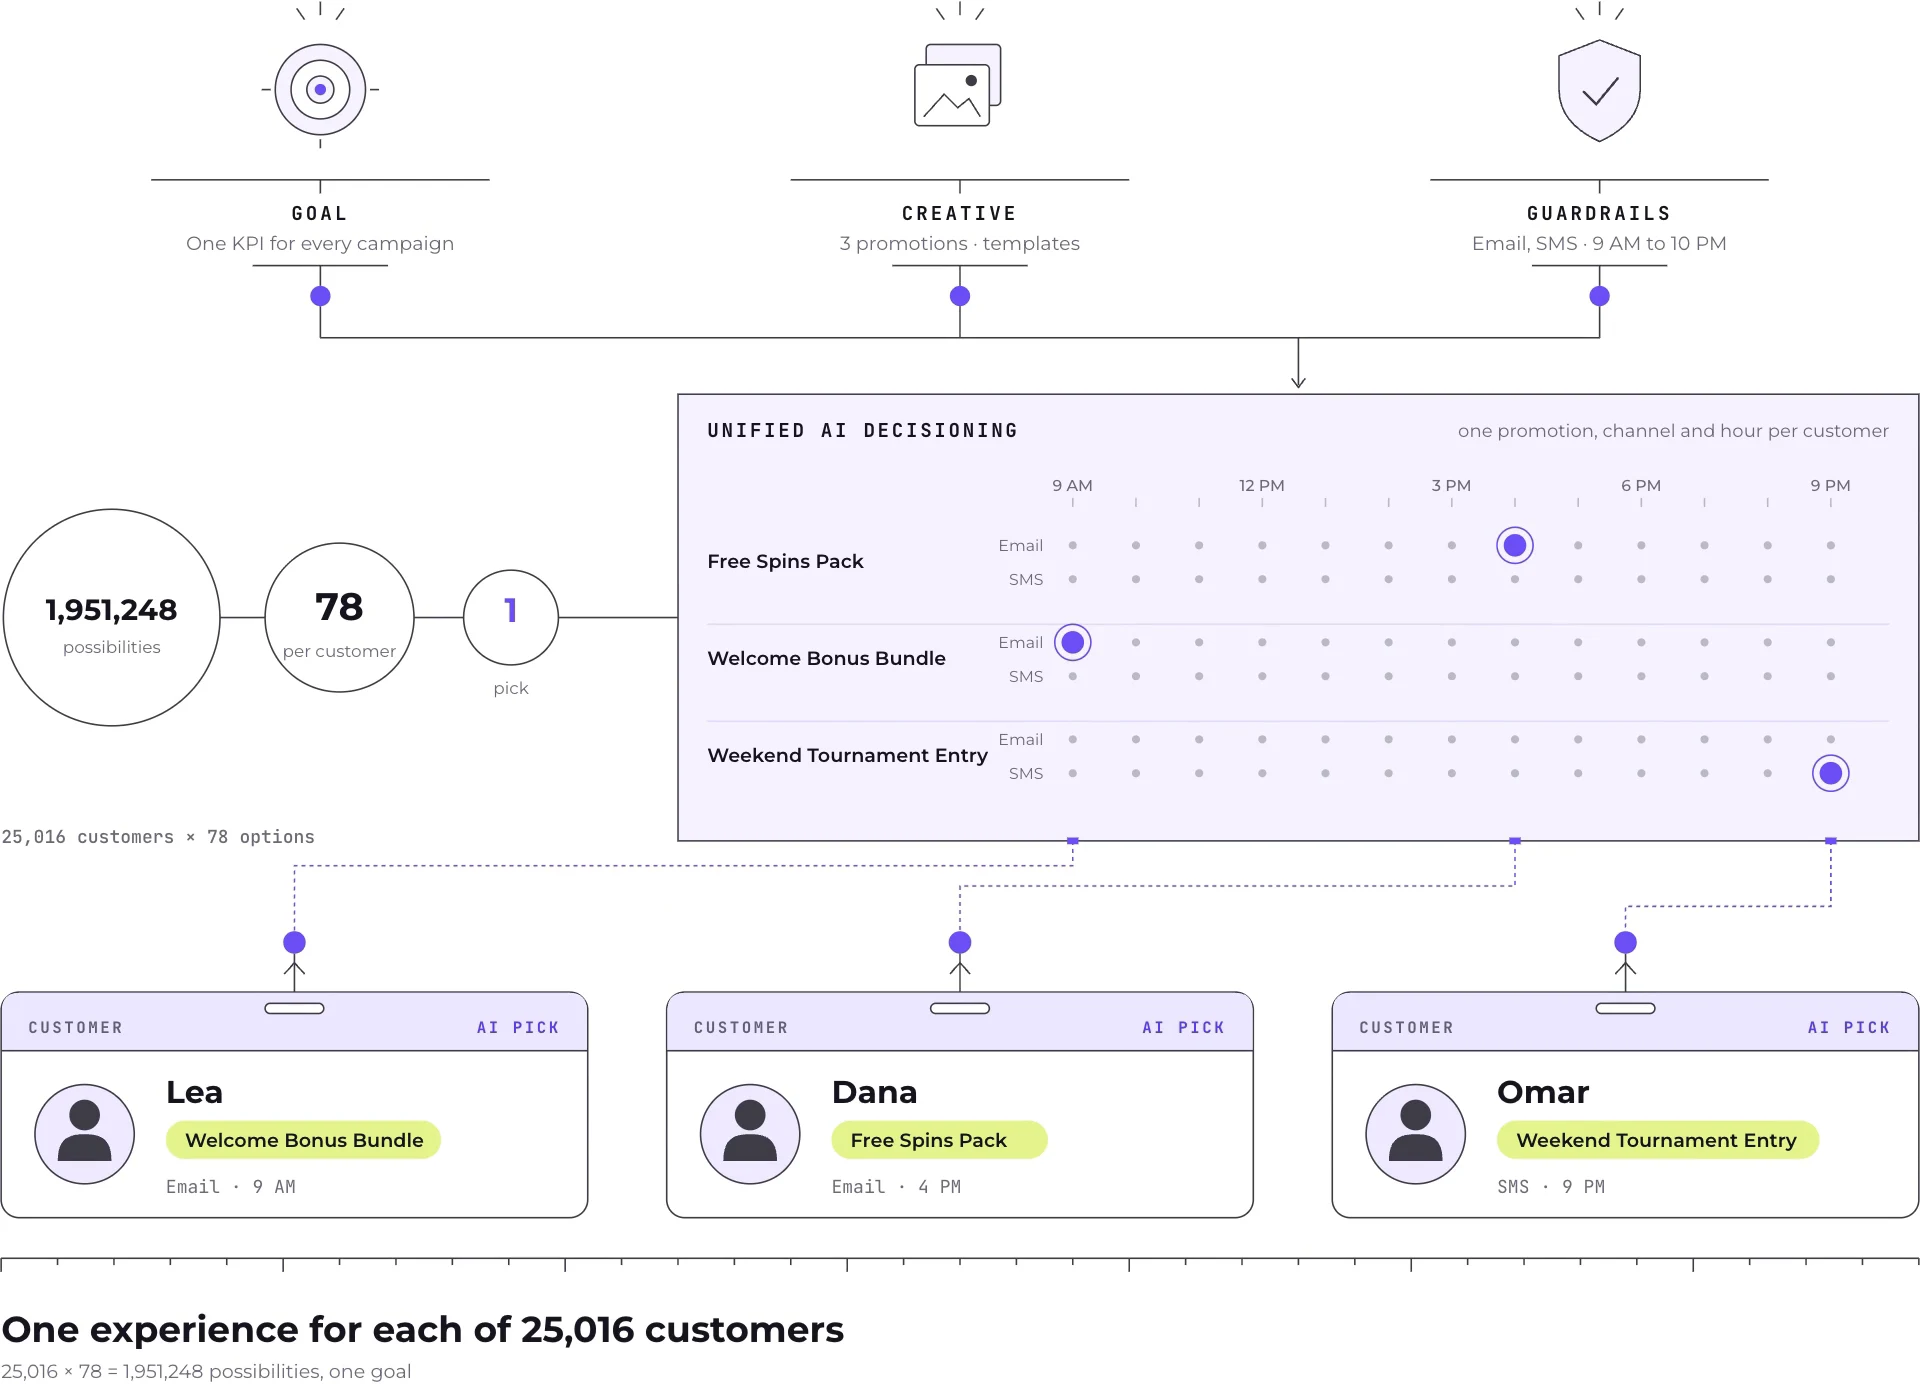 GOAL
One KPI for every campaign
CREATIVE
3 promotions · templates
GUARDRAILS
Email, SMS · 9 AM to 10 PM
UNIFIED AI DECISIONING
one promotion, channel and hour per customer
9 AM 12 PM 3 PM 6 PM 9 PM
Free Spins Pack
Email
SMS
Welcome Bonus Bundle
Email
SMS
Weekend Tournament Entry
Email
SMS
1,951,248
possibilities
78
per customer
1
pick
25,016 customers × 78 options
CUSTOMER AI PICK
Lea
Welcome Bonus Bundle
Email · 9 AM
CUSTOMER AI PICK
Dana
Free Spins Pack
Email · 4 PM
CUSTOMER AI PICK
Omar
Weekend Tournament Entry
SMS · 9 PM
One experience for each of 25,016 customers
25,016 × 78 = 1,951,248 possibilities, one goal